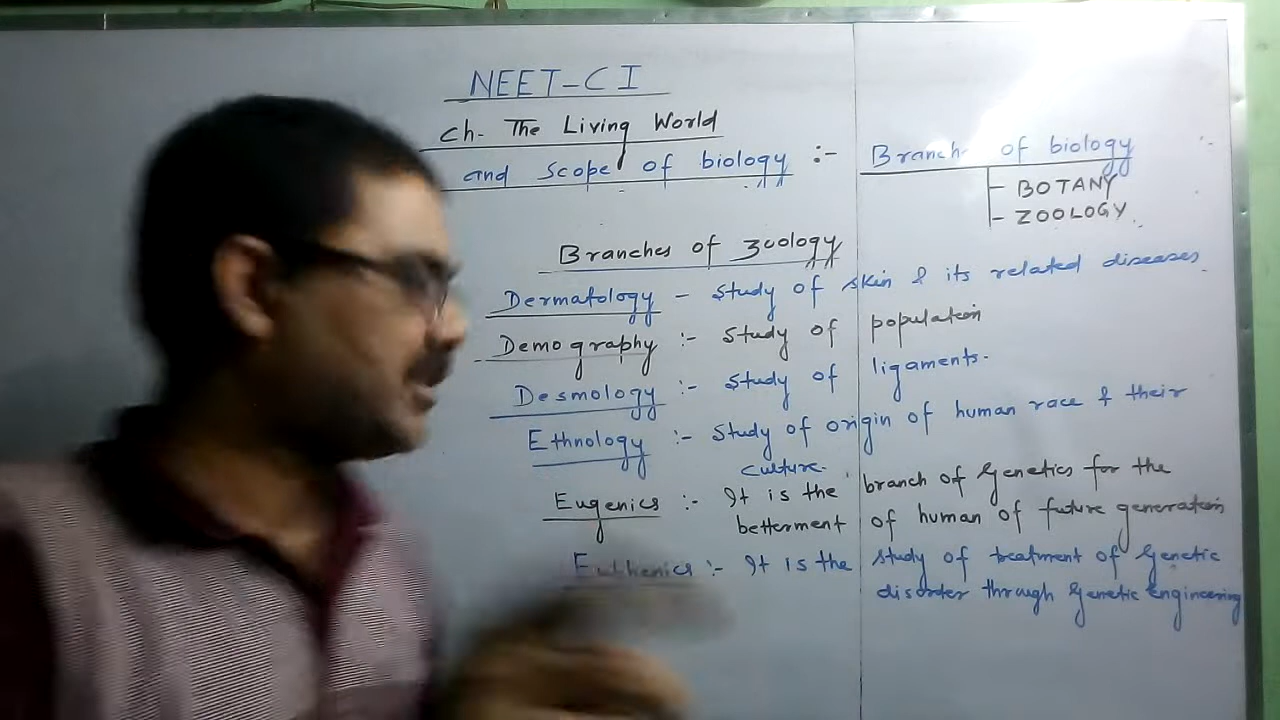 NEET-CI
Ch- The Living World
and Scope of biology :-
Branch of biology
- BOTANY
- ZOOLOGY
Branches of Zoology
Dermatology - Study of skin & its related diseases
Demography :- Study of population
Desmology :- Study of ligaments.
Ethnology :- Study of origin of human race & their
culture.
Eugenics :- It is the branch of Genetics for the
betterment of human of future generation
Euthenics :- It is the study of treatment of Genetic
disorder through Genetic Engineering